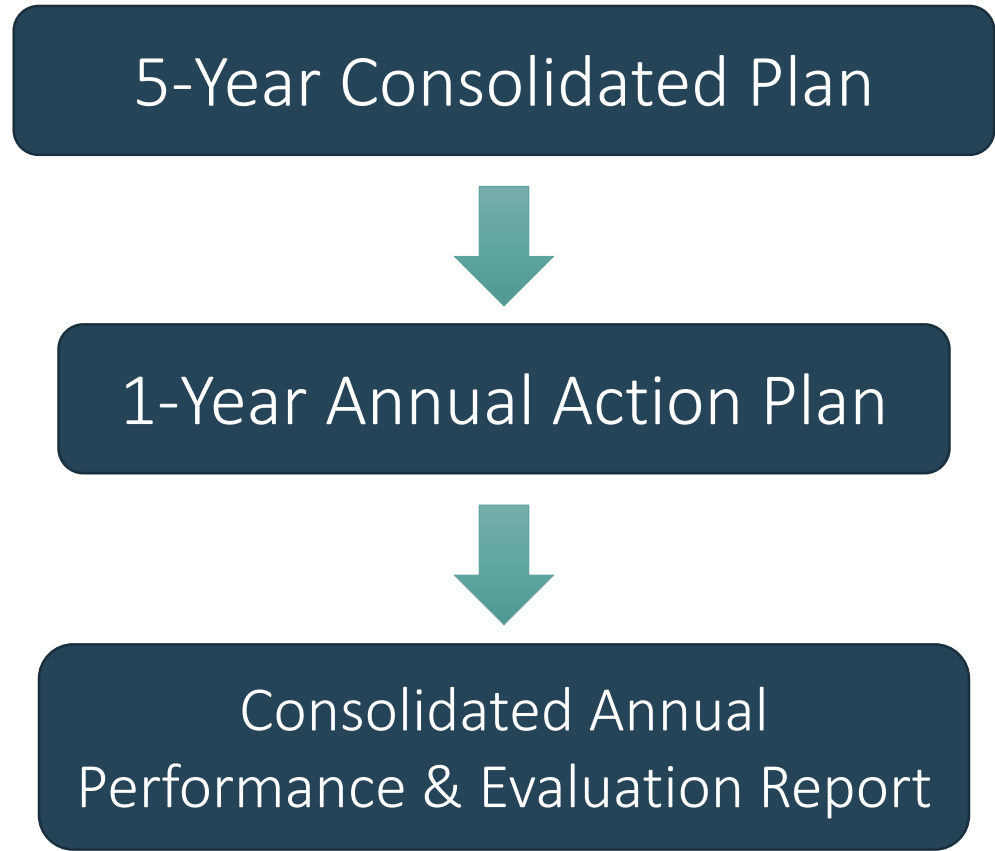 5-Year Consolidated Plan
1-Year Annual Action Plan
Consolidated Annual
Performance & Evaluation Report